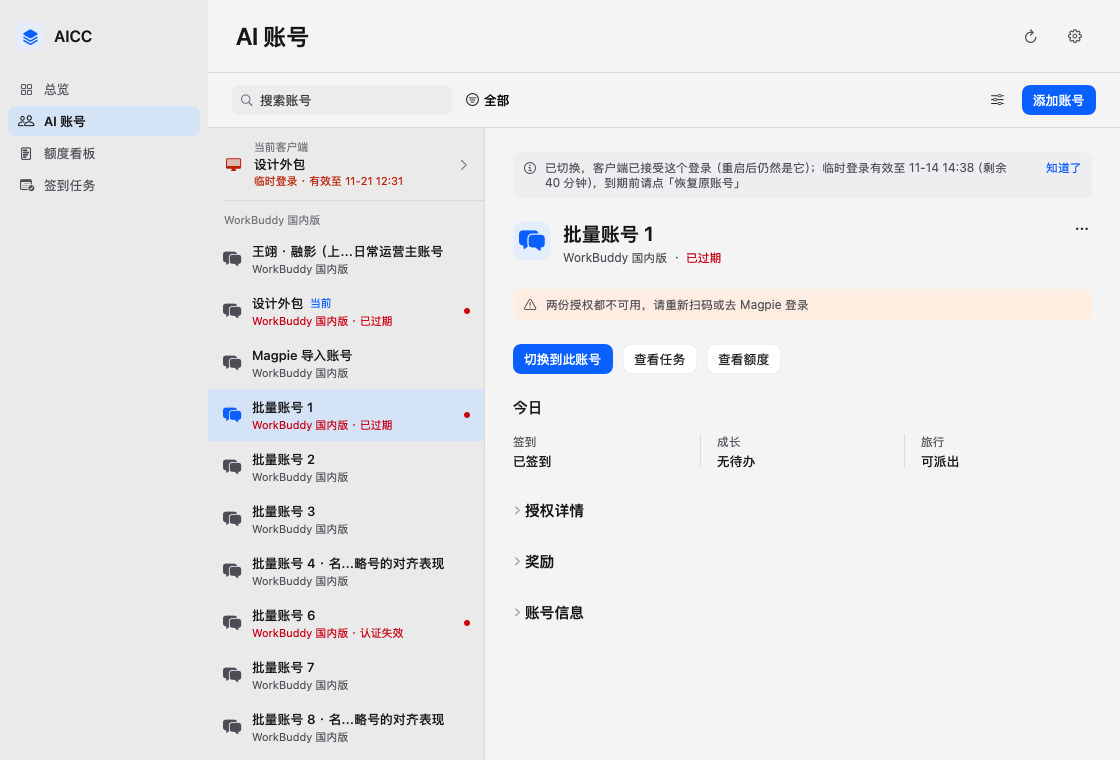 AICC
总览
AI 账号
额度看板
签到任务
AI 账号
搜索账号
全部
添加账号
当前客户端
设计外包
临时登录 · 有效至 11-21 12:31
WorkBuddy 国内版
王翊 · 融影（上…日常运营主账号
WorkBuddy 国内版
设计外包 当前
WorkBuddy 国内版 · 已过期
Magpie 导入账号
WorkBuddy 国内版
批量账号 1
WorkBuddy 国内版 · 已过期
批量账号 2
WorkBuddy 国内版
批量账号 3
WorkBuddy 国内版
批量账号 4 · 名…略号的对齐表现
WorkBuddy 国内版
批量账号 6
WorkBuddy 国内版 · 认证失效
批量账号 7
WorkBuddy 国内版
批量账号 8 · 名…略号的对齐表现
WorkBuddy 国内版
已切换，客户端已接受这个登录（重启后仍然是它）；临时登录有效至 11-14 14:38 (剩余
40 分钟)，到期前请点「恢复原账号」
知道了
批量账号 1
WorkBuddy 国内版 · 已过期
两份授权都不可用，请重新扫码或去 Magpie 登录
切换到此账号
查看任务
查看额度
今日
签到
已签到
成长
无待办
旅行
可派出
授权详情
奖励
账号信息